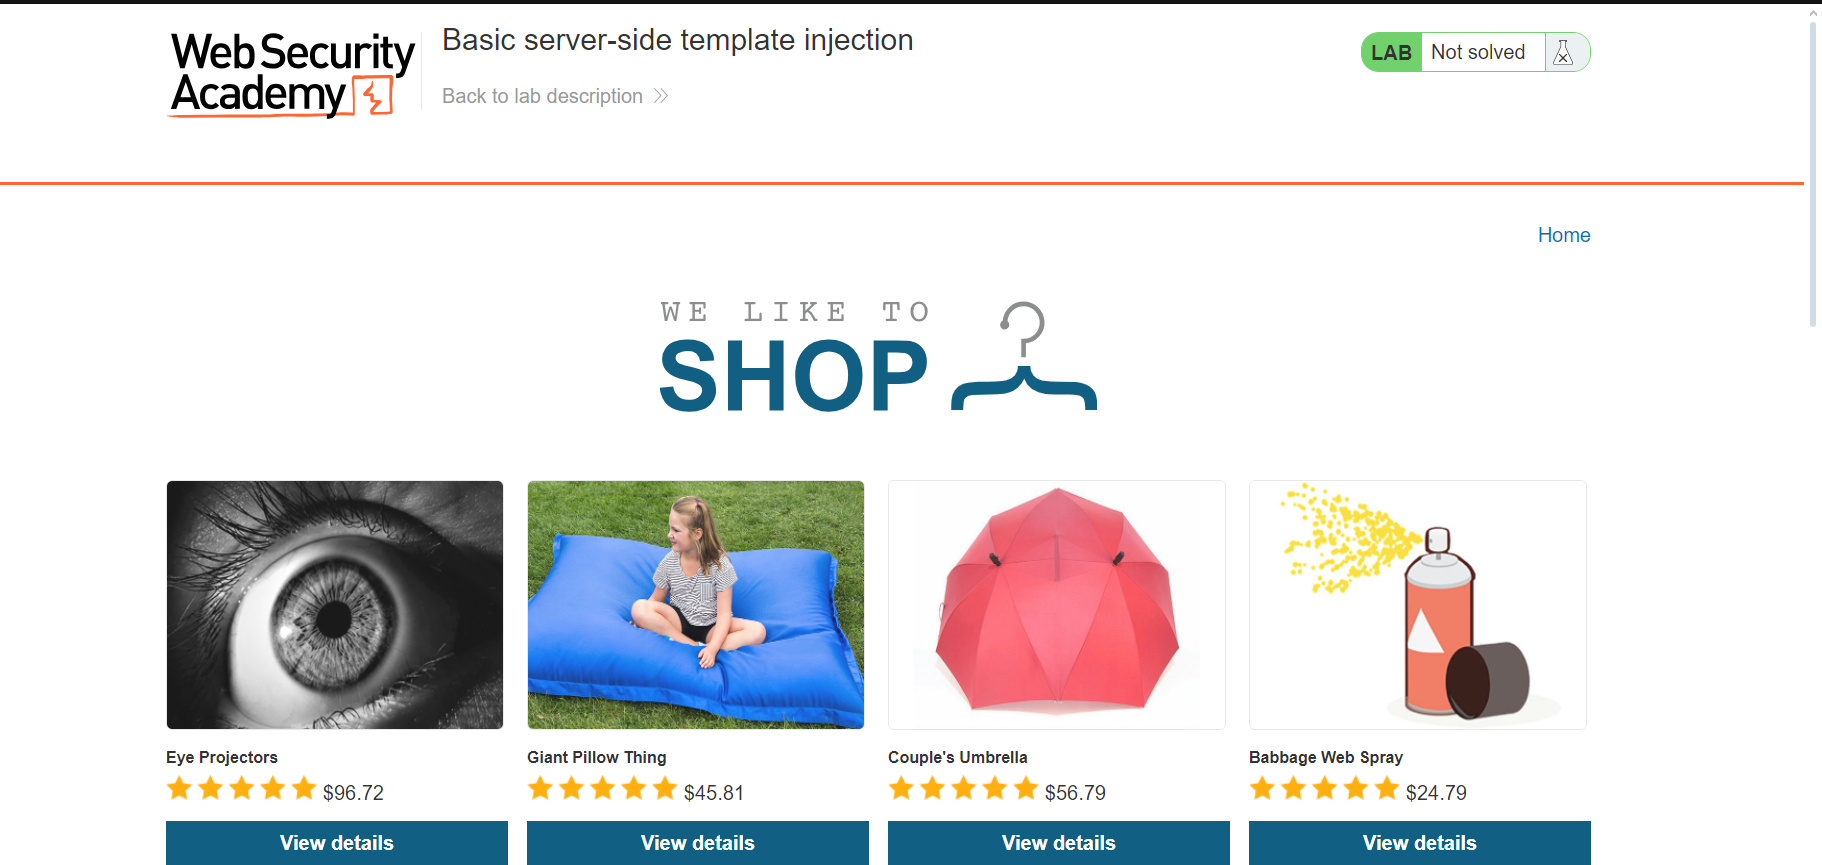 Web Security
Academy
Basic server-side template injection
Back to lab description
LAB Not solved
Home
WE LIKE TO
SHOP
Eye Projectors
$96.72
View details
Giant Pillow Thing
$45.81
View details
Couple's Umbrella
$56.79
View details
Babbage Web Spray
$24.79
View details